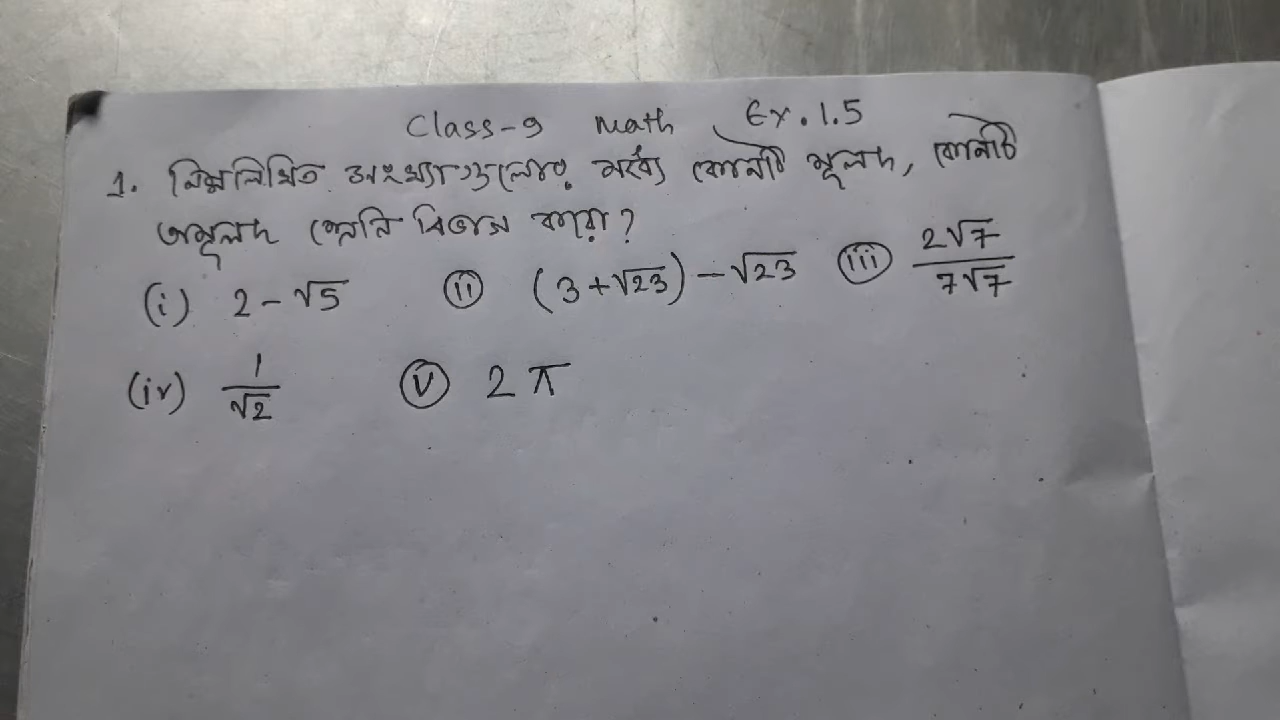 Class-9 Math Ex. 1.5
1. নিম্নলিখিত সংখ্যাগুলোর মধ্যে কোনটি মূলদ, কোনটি
অমূলদ শ্রেনি বিভাগ করো?
(i) 2-√5 (ii) (3+√23)-√23 (iii) 2√7/7√7
(iv) 1/√2 (v) 2π